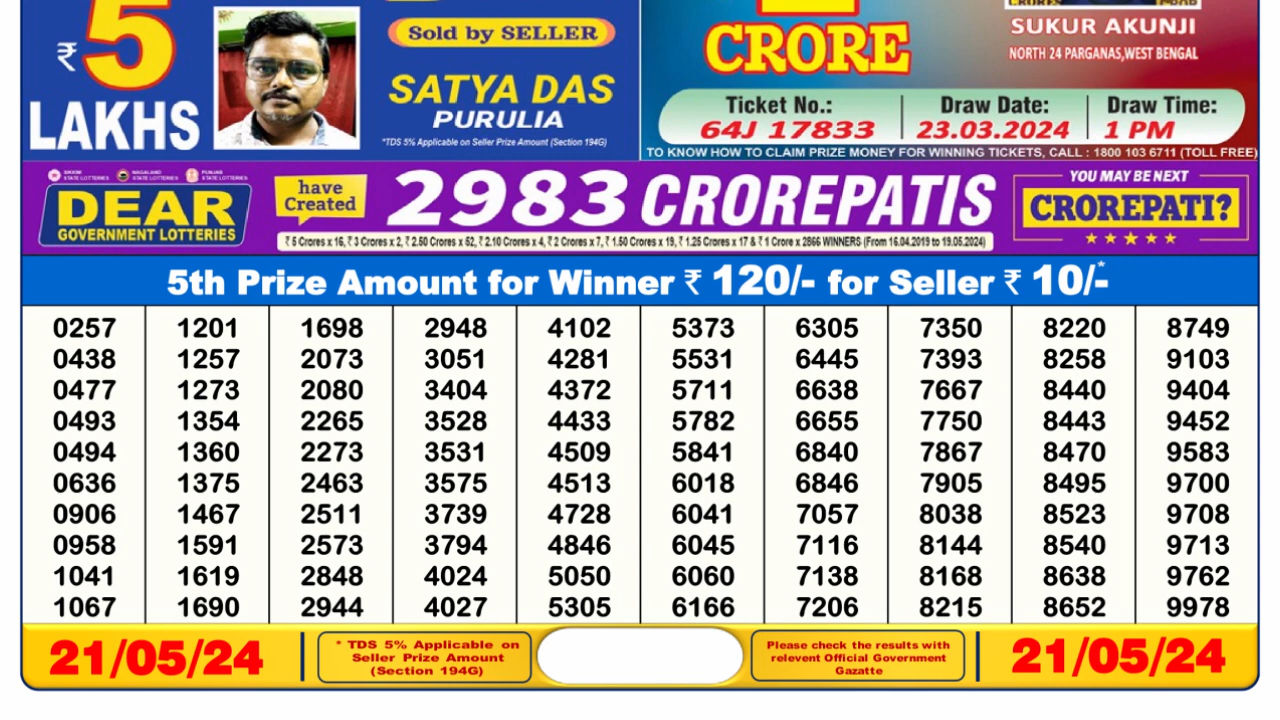 ₹ 5
LAKHS
Sold by SELLER
SATYA DAS
PURULIA
*TDS 5% Applicable on Seller Prize Amount (Section 194G)
CRORE
CRORES
SUKUR AKUNJI
NORTH 24 PARGANAS,WEST BENGAL
Ticket No.: Draw Date: Draw Time:
64J 17833 23.03.2024 1 PM
TO KNOW HOW TO CLAIM PRIZE MONEY FOR WINNING TICKETS, CALL : 1800 103 6711 (TOLL FREE)
SIKKIM STATE LOTTERIES NAGALAND STATE LOTTERIES PUNJAB STATE LOTTERIES
DEAR
GOVERNMENT LOTTERIES
have
Created
2983 CROREPATIS
₹ 5 Crores x 16, ₹ 3 Crores x 2, ₹ 2.50 Crores x 52, ₹ 2.10 Crores x 4, ₹ 2 Crores x 7, ₹ 1.50 Crores x 19, ₹ 1.25 Crores x 17 & ₹ 1 Crore x 2866 WINNERS (From 16.04.2019 to 19.05.2024)
YOU MAY BE NEXT
CROREPATI?
5th Prize Amount for Winner ₹ 120/- for Seller ₹ 10/-*
0257 1201 1698 2948 4102 5373 6305 7350 8220 8749
0438 1257 2073 3051 4281 5531 6445 7393 8258 9103
0477 1273 2080 3404 4372 5711 6638 7667 8440 9404
0493 1354 2265 3528 4433 5782 6655 7750 8443 9452
0494 1360 2273 3531 4509 5841 6840 7867 8470 9583
0636 1375 2463 3575 4513 6018 6846 7905 8495 9700
0906 1467 2511 3739 4728 6041 7057 8038 8523 9708
0958 1591 2573 3794 4846 6045 7116 8144 8540 9713
1041 1619 2848 4024 5050 6060 7138 8168 8638 9762
1067 1690 2944 4027 5305 6166 7206 8215 8652 9978
21/05/24
* TDS 5% Applicable on
Seller Prize Amount
(Section 194G)
Please check the results with
relevent Official Government
Gazatte
21/05/24